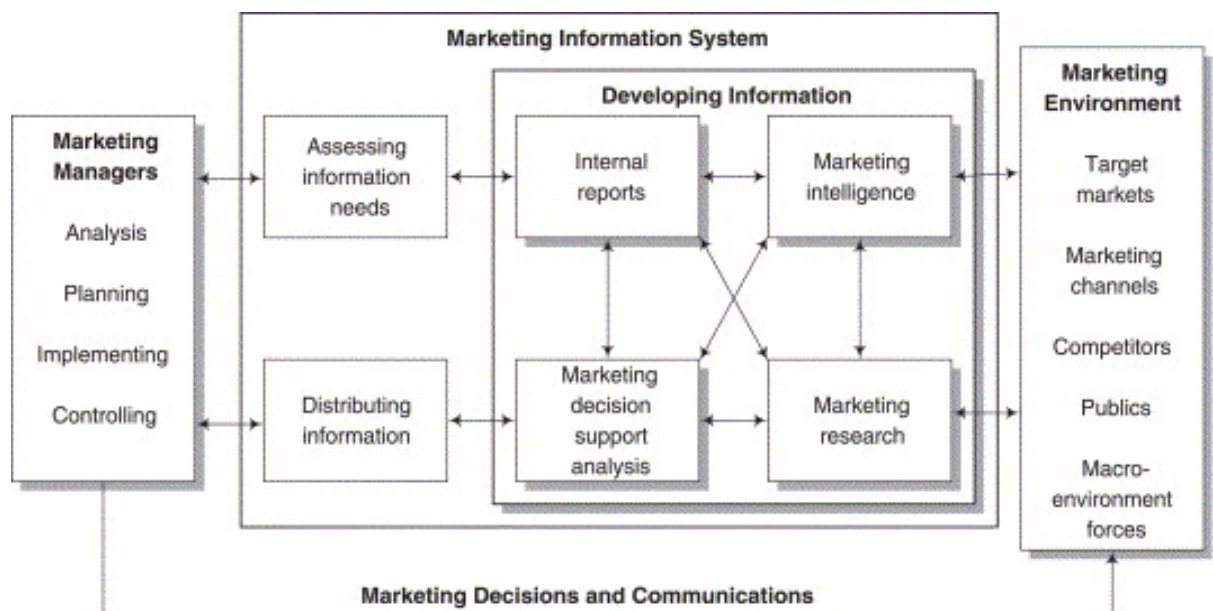 Marketing Information System
Developing Information
Marketing
Managers
Analysis
Planning
Implementing
Controlling
Assessing
information
needs
Distributing
information
Internal
reports
Marketing
intelligence
Marketing
decision
support
analysis
Marketing
research
Marketing
Environment
Target
markets
Marketing
channels
Competitors
Publics
Macro-
environment
forces
Marketing Decisions and Communications